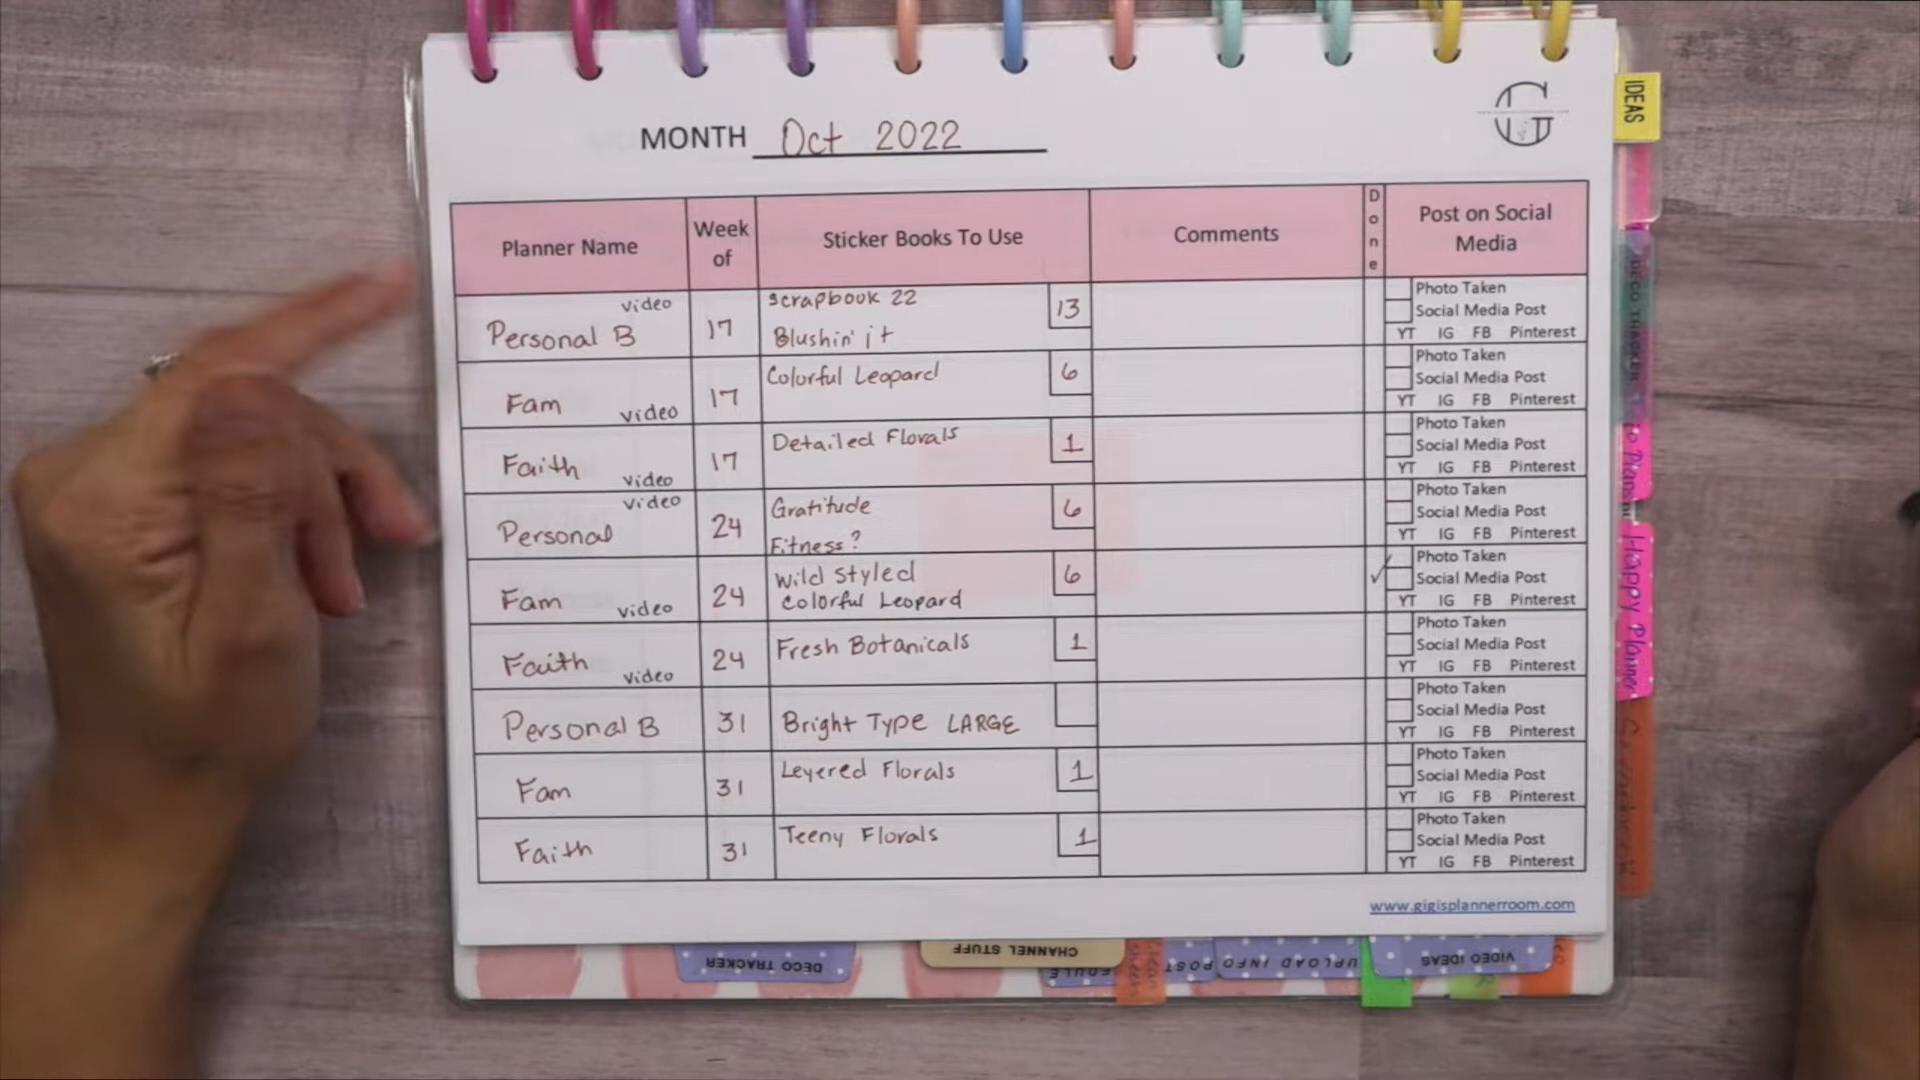 IDEAS
G
MONTH Oct 2022
Planner Name
Week of
Sticker Books To Use
Comments
Done
Post on Social Media
video
Personal B
17
scrapbook 22
Blushin' it
13
Photo Taken
Social Media Post
YT IG FB Pinterest
Fam video
17
Colorful Leopard
6
Photo Taken
Social Media Post
YT IG FB Pinterest
Faith video
17
Detailed Florals
1
Photo Taken
Social Media Post
YT IG FB Pinterest
video
Personal
24
Gratitude
Fitness?
6
Photo Taken
Social Media Post
YT IG FB Pinterest
Fam video
24
Wild Styled
Colorful Leopard
6
✓
Photo Taken
Social Media Post
YT IG FB Pinterest
Faith video
24
Fresh Botanicals
1
Photo Taken
Social Media Post
YT IG FB Pinterest
Personal B
31
Bright Type LARGE
Photo Taken
Social Media Post
YT IG FB Pinterest
Fam
31
Leyered Florals
1
Photo Taken
Social Media Post
YT IG FB Pinterest
Faith
31
Teeny Florals
1
Photo Taken
Social Media Post
YT IG FB Pinterest
www.gigisplannerroom.com
DECO TRACKER
Happy Planner
DECO TRACKER
CHANNEL STUFF
POST
UPLOAD INFO
VIDEO IDEAS